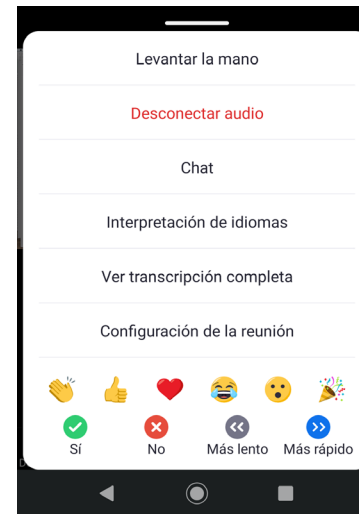 Levantar la mano
Desconectar audio
Chat
Interpretación de idiomas
Ver transcripción completa
Configuración de la reunión
Sí No Más lento Más rápido